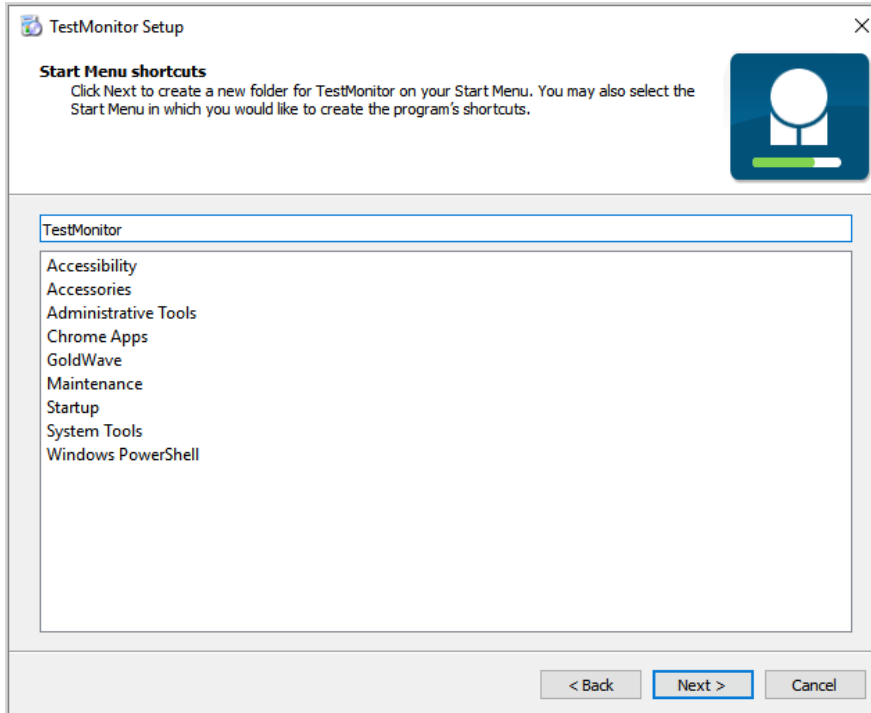 TestMonitor Setup
Start Menu shortcuts
Click Next to create a new folder for TestMonitor on your Start Menu. You may also select the
Start Menu in which you would like to create the program's shortcuts.
TestMonitor
Accessibility
Accessories
Administrative Tools
Chrome Apps
GoldWave
Maintenance
Startup
System Tools
Windows PowerShell
< Back
Next >
Cancel